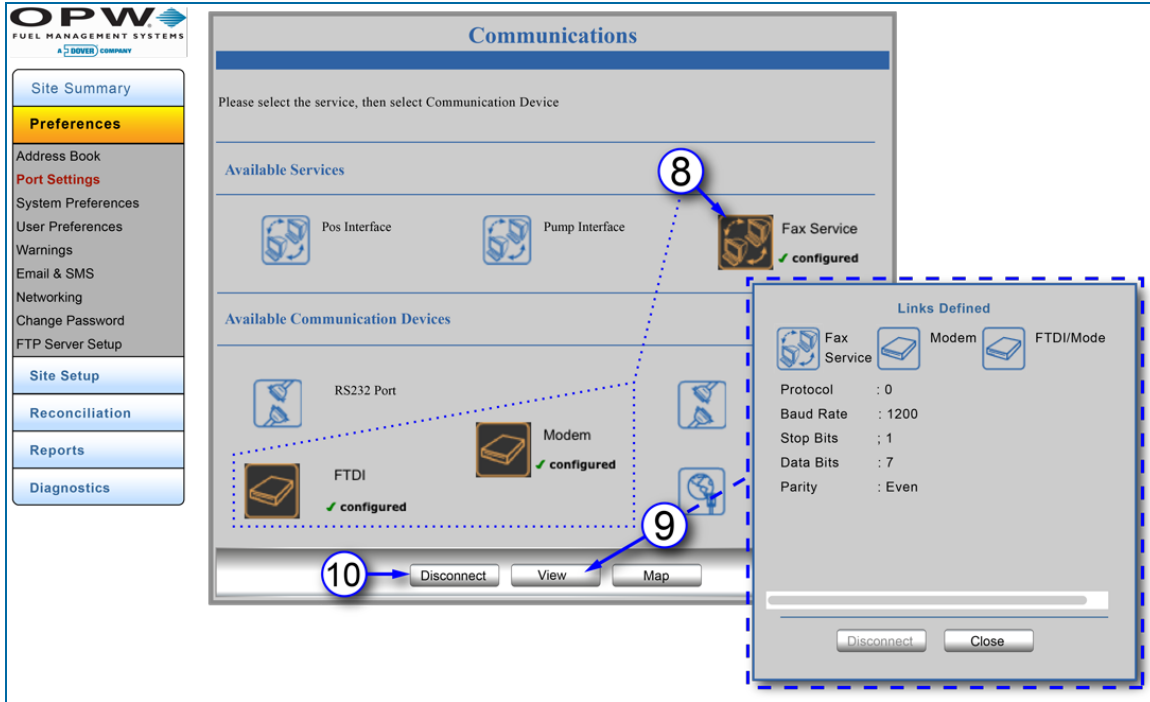 OPW
FUEL MANAGEMENT SYSTEMS
A DOVER COMPANY
Site Summary
Preferences
Address Book
Port Settings
System Preferences
User Preferences
Warnings
Email & SMS
Networking
Change Password
FTP Server Setup
Site Setup
Reconciliation
Reports
Diagnostics
Communications
Please select the service, then select Communication Device
Available Services
8
Pos Interface
Pump Interface
Fax Service
configured
Available Communication Devices
RS232 Port
Modem
configured
FTDI
configured
9
10
Disconnect
View
Map
Links Defined
Fax
Service
Modem
FTDI/Mode
Protocol : 0
Baud Rate : 1200
Stop Bits ; 1
Data Bits : 7
Parity : Even
Disconnect
Close